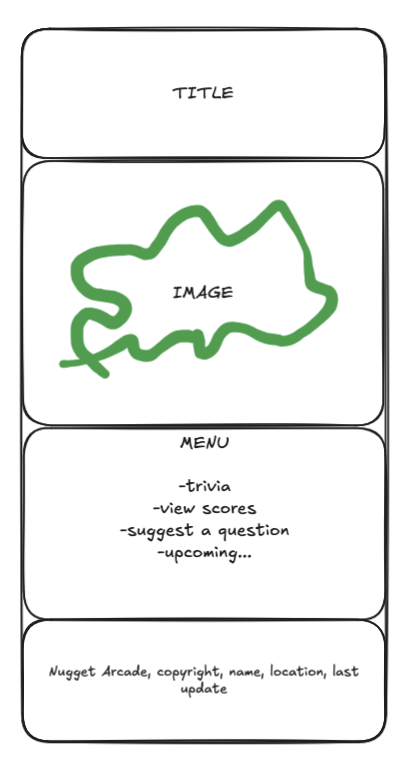 TITLE
IMAGE
MENU
-trivia
-view scores
-suggest a question
-upcoming...
Nugget Arcade, copyright, name, location, last
update